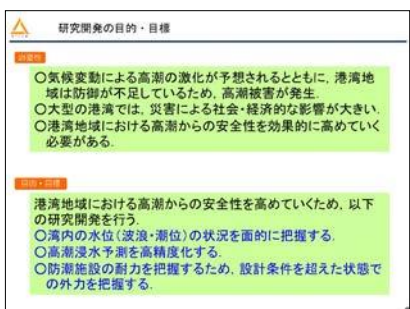 研究開発の目的・目標
必要性
○気候変動による高潮の激化が予想されるとともに, 港湾地
域は防御が不足しているため, 高潮被害が発生.
○大型の港湾では, 災害による社会・経済的な影響が大きい.
○港湾地域における高潮からの安全性を効果的に高めていく
必要がある.
目的・目標
港湾地域における高潮からの安全性を高めていくため, 以下
の研究開発を行う.
○湾内の水位(波浪・潮位)の状況を面的に把握する.
○高潮浸水予測を高精度化する.
○防潮施設の耐力を把握するため, 設計条件を超えた状態で
の外力を把握する.